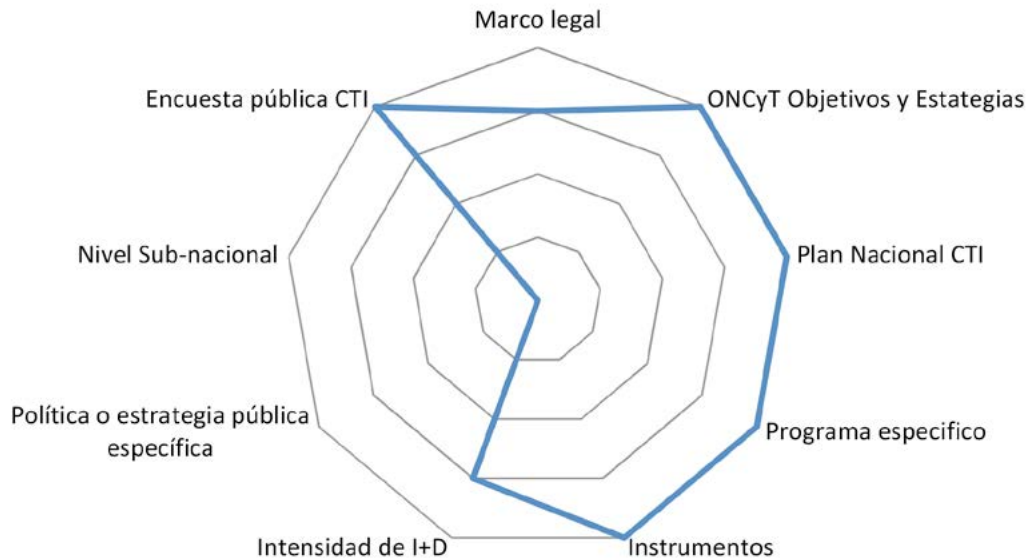 Marco legal
ONCyT Objetivos y Estategias
Plan Nacional CTI
Programa especifico
Instrumentos
Intensidad de I+D
Política o estrategia pública
específica
Nivel Sub-nacional
Encuesta pública CTI